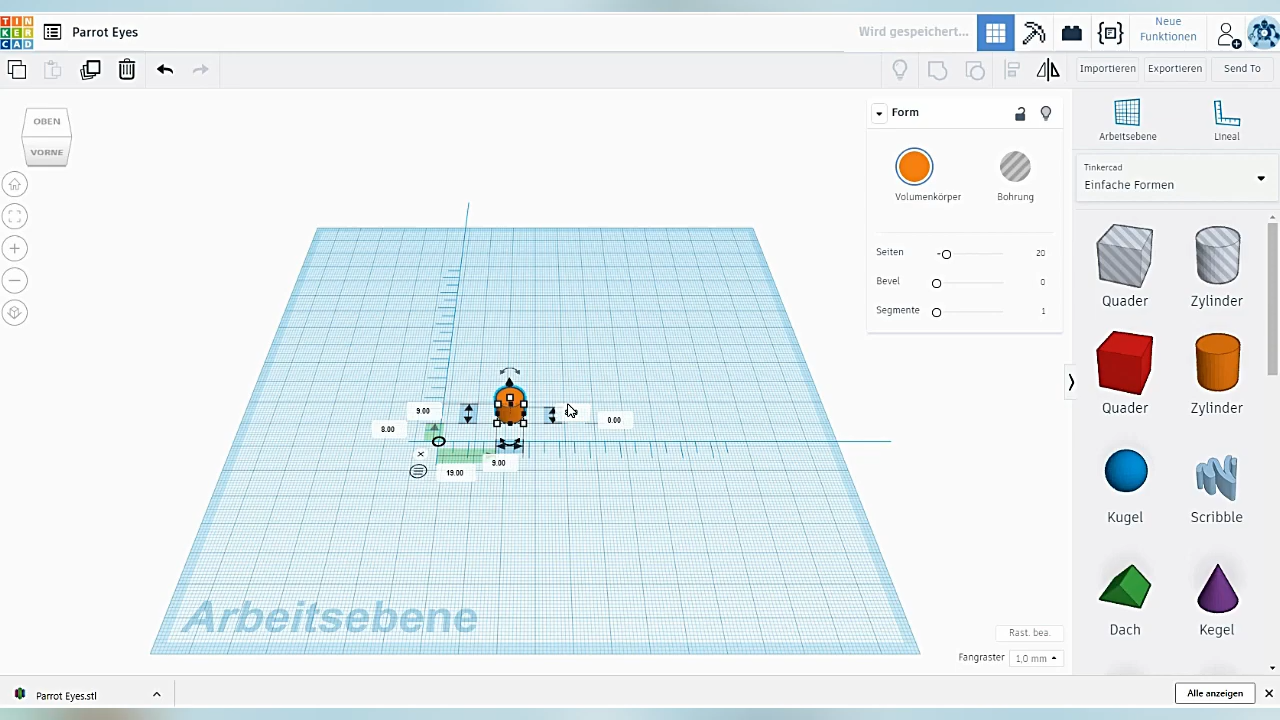 TIN
KER
CAD
Parrot Eyes
Wird gespeichert...
Neue
Funktionen
Importieren
Exportieren
Send To
OBEN
VORNE
Form
Volumenkörper
Bohrung
Seiten
20
Bevel
0
Segmente
1
Arbeitsebene
Lineal
Tinkercad
Einfache Formen
Quader
Zylinder
Quader
Zylinder
Kugel
Scribble
Dach
Kegel
9.00
8.00
0.00
9.00
19.00
Arbeitsebene
Rast. bea.
Fangraster
1,0 mm
Parrot Eyes.stl
Alle anzeigen